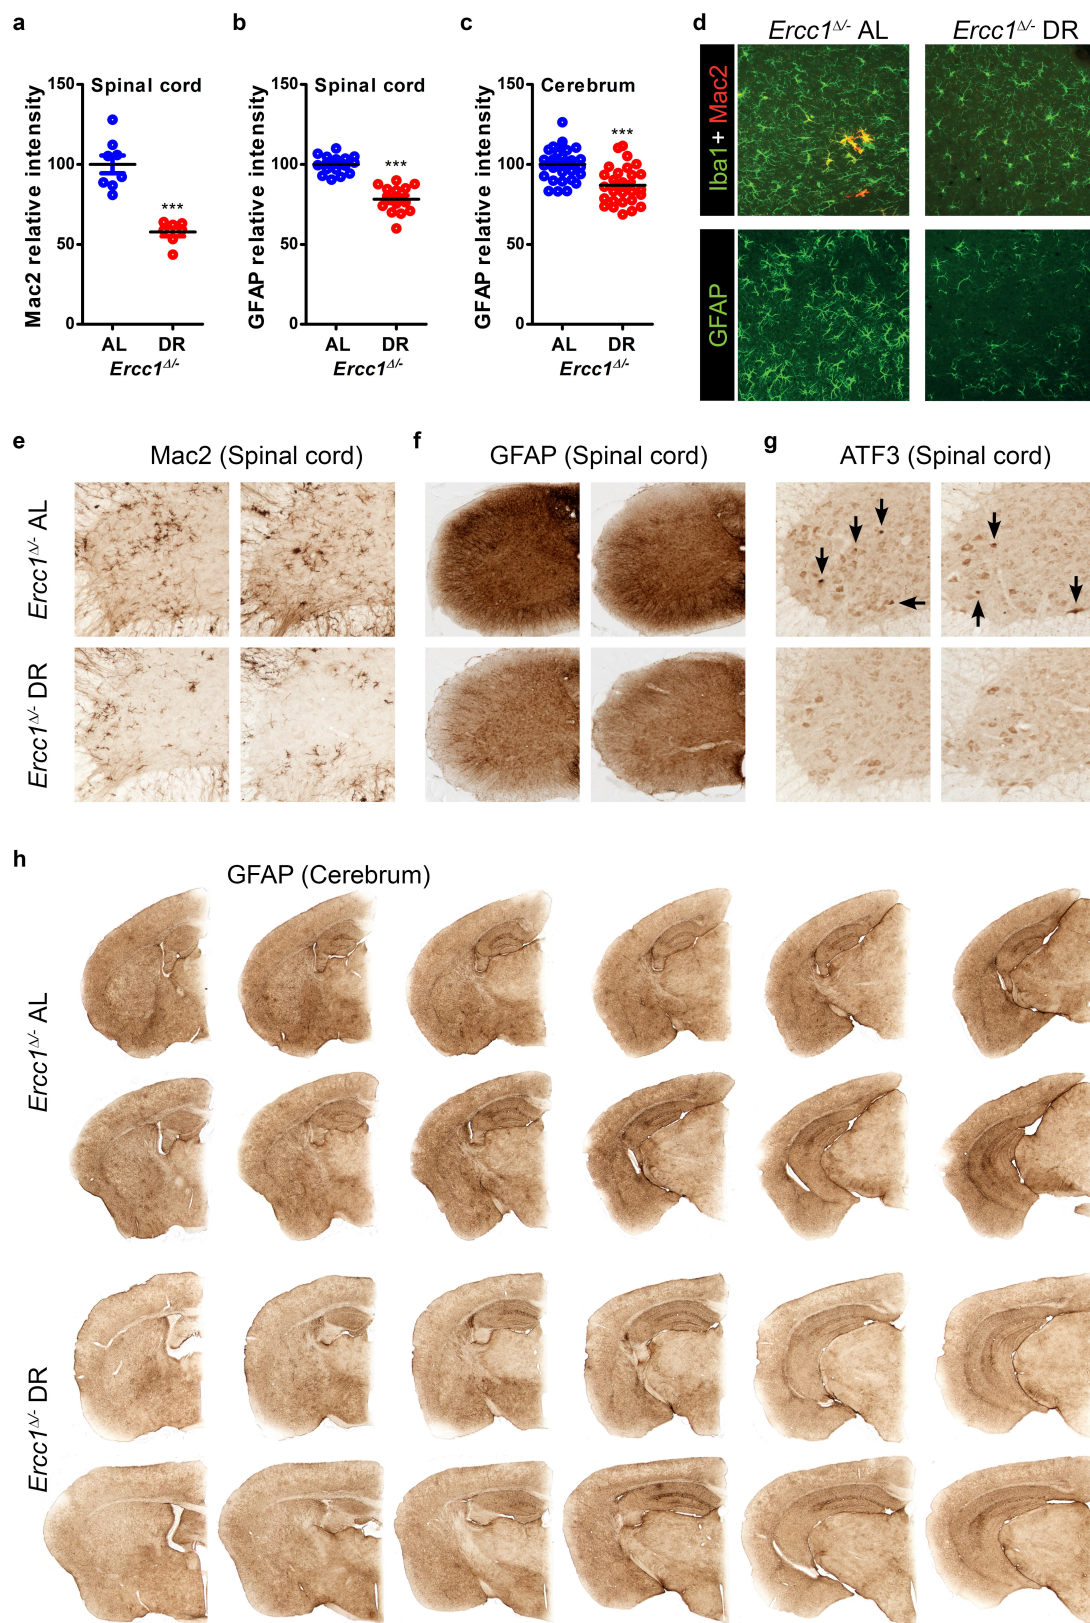 a
b
c
d
Ercc1Δ/- AL
Ercc1Δ/- DR
150
Spinal cord
100
50
0
Mac2 relative intensity
***
AL
DR
Ercc1Δ/-
150
Spinal cord
100
50
0
GFAP relative intensity
***
AL
DR
Ercc1Δ/-
150
Cerebrum
100
50
0
GFAP relative intensity
***
AL
DR
Ercc1Δ/-
Iba1+ Mac2
GFAP
e
Mac2 (Spinal cord)
f
GFAP (Spinal cord)
g
ATF3 (Spinal cord)
Ercc1Δ/- AL
Ercc1Δ/- DR
h
GFAP (Cerebrum)
Ercc1Δ/- AL
Ercc1Δ/- DR